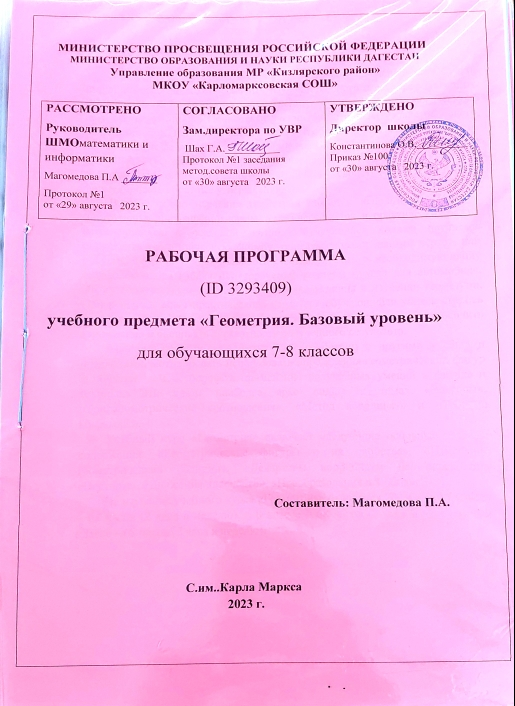 МИНИСТЕРСТВО ПРОСВЕЩЕНИЯ РОССИЙСКОЙ ФЕДЕРАЦИИ
МИНИСТЕРСТВО ОБРАЗОВАНИЯ И НАУКИ РЕСПУБЛИКИ ДАГЕСТАН
Управление образования МР «Кизлярского район»
МКОУ «Карломарксовская СОШ»
РАССМОТРЕНО
Руководитель
ШМОматематики и
информатики
Магомедова П.А
Протокол №1
от «29» августа 2023 г.
СОГЛАСОВАНО
Зам.директора по УВР
Шах Г.А.
Протокол №1 заседания
метод.совета школы
от «30» августа 2023 г.
УТВЕРЖДЕНО
Директор школы
Константинова О.В.
Приказ №100
от «30» августа 2023 г.
РАБОЧАЯ ПРОГРАММА
(ID 3293409)
учебного предмета «Геометрия. Базовый уровень»
для обучающихся 7-8 классов
Составитель: Магомедова П.А.
С.им..Карла Маркса
2023 г.